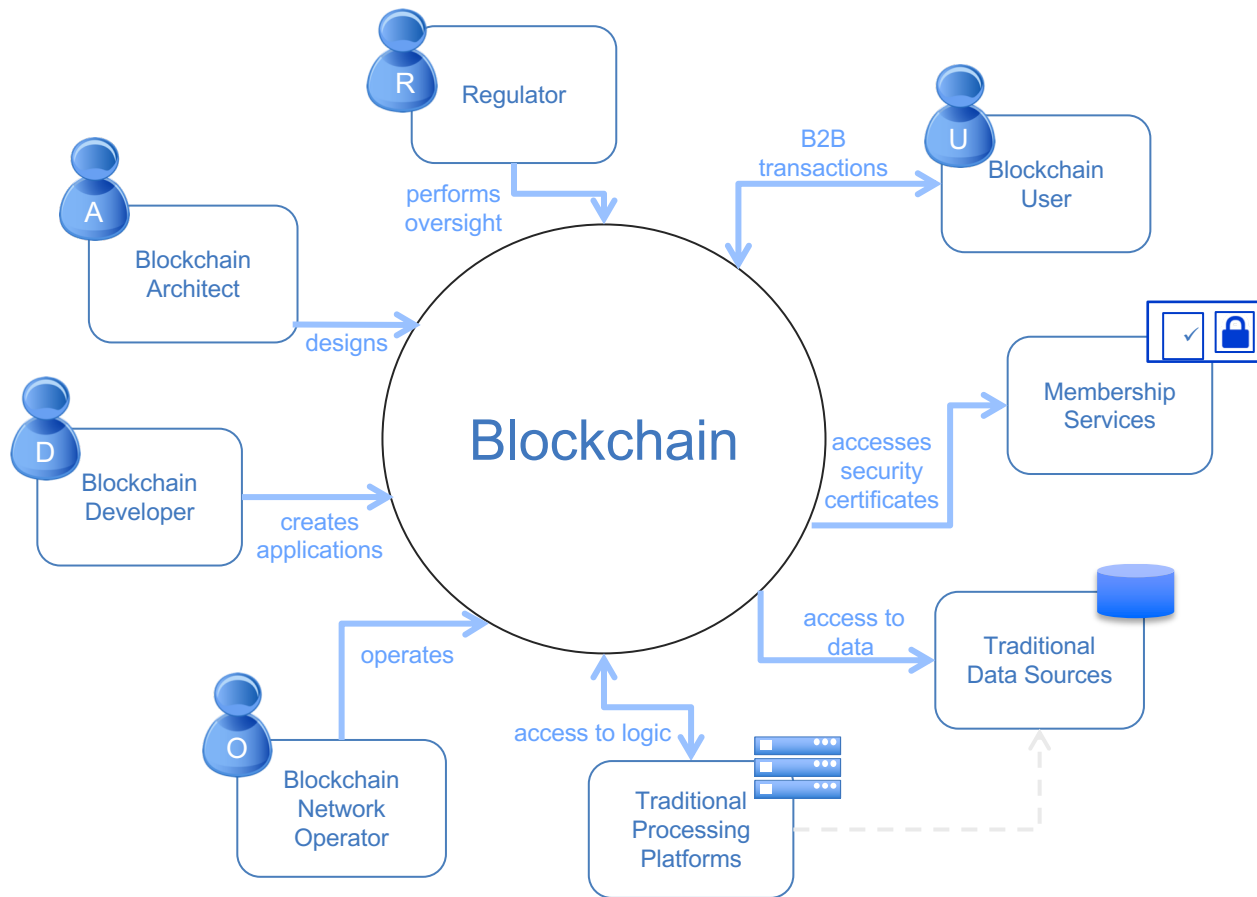 R
Regulator
U
Blockchain
User
B2B
transactions
performs
oversight
A
Blockchain
Architect
designs
Membership
Services
D
Blockchain
Developer
creates
applications
Blockchain
accesses
security
certificates
access to
data
Traditional
Data Sources
operates
O
Blockchain
Network
Operator
access to logic
Traditional
Processing
Platforms